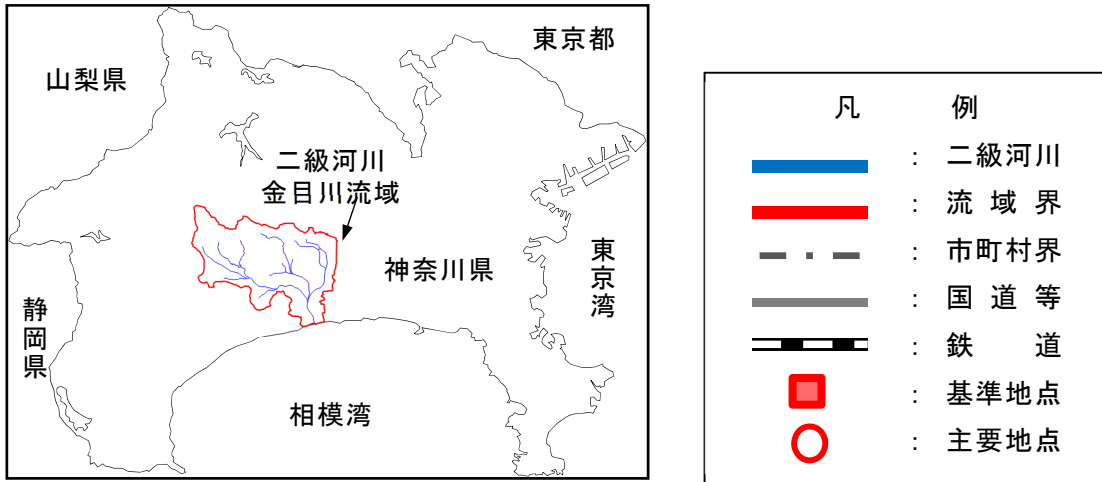 東京都
山梨県
二級河川
金目川流域
神奈川県
東京湾
静岡県
相模湾
凡 例
: 二級河川
: 流域界
: 市町村界
: 国道等
: 鉄道
: 基準地点
: 主要地点